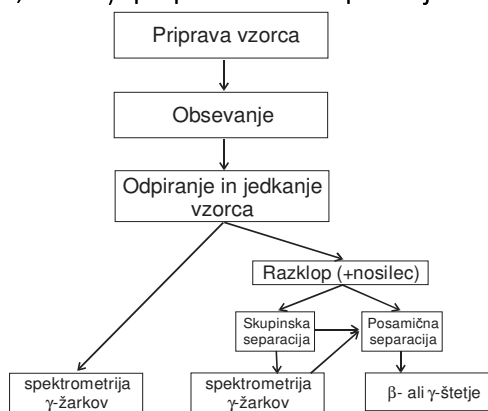 Priprava vzorca
Obsevanje
Odpiranje in jedkanje
vzorca
Razklop (+nosilec)
Skupinska
separacija
Posamična
separacija
spektrometrija
γ-žarkov
spektrometrija
γ-žarkov
β- ali γ-štetje